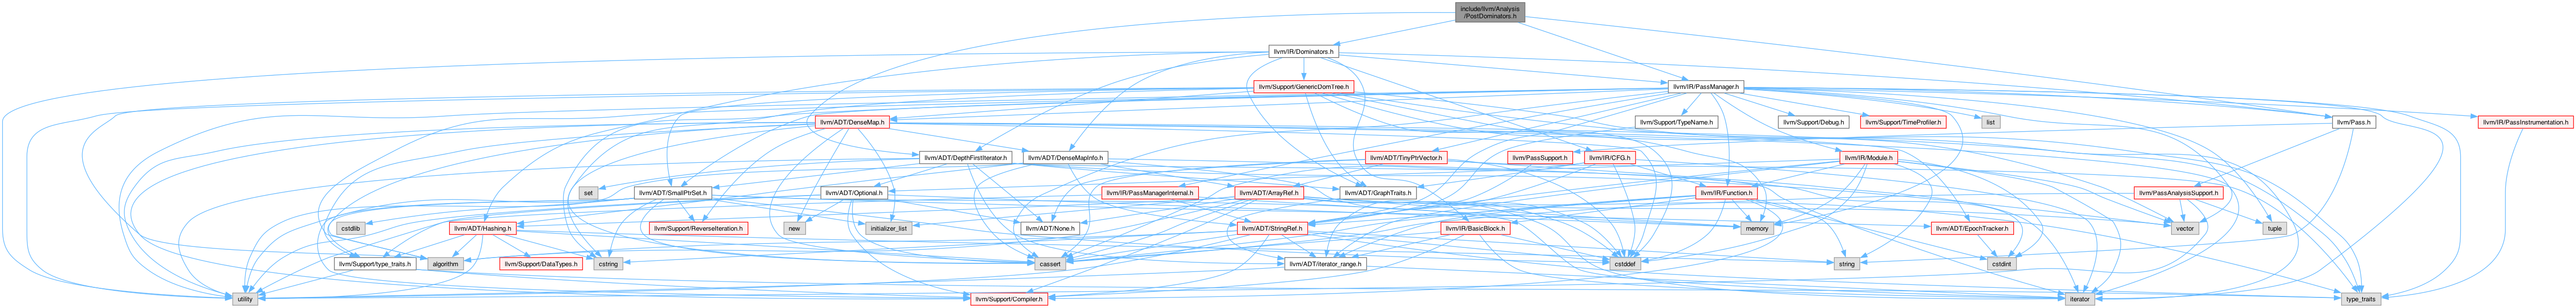 include/llvm/Analysis
/PostDominators.h
llvm/IR/Dominators.h
llvm/Support/GenericDomTree.h
llvm/IR/PassManager.h
llvm/ADT/DenseMap.h
llvm/Support/TypeName.h
llvm/Support/Debug.h
llvm/Support/TimeProfiler.h
list
llvm/Pass.h
llvm/IR/PassInstrumentation.h
llvm/ADT/DepthFirstIterator.h
llvm/ADT/DenseMapInfo.h
llvm/ADT/TinyPtrVector.h
llvm/PassSupport.h
llvm/IR/CFG.h
llvm/IR/Module.h
set
llvm/ADT/SmallPtrSet.h
llvm/ADT/Optional.h
llvm/IR/PassManagerInternal.h
llvm/ADT/ArrayRef.h
llvm/ADT/GraphTraits.h
llvm/IR/Function.h
llvm/PassAnalysisSupport.h
cstdlib
llvm/ADT/Hashing.h
llvm/Support/ReverseIteration.h
new
initializer_list
llvm/ADT/None.h
llvm/ADT/StringRef.h
llvm/IR/BasicBlock.h
memory
llvm/ADT/EpochTracker.h
vector
tuple
llvm/Support/type_traits.h
algorithm
llvm/Support/DataTypes.h
cstring
cassert
llvm/ADT/iterator_range.h
cstddef
string
cstdint
utility
llvm/Support/Compiler.h
iterator
type_traits